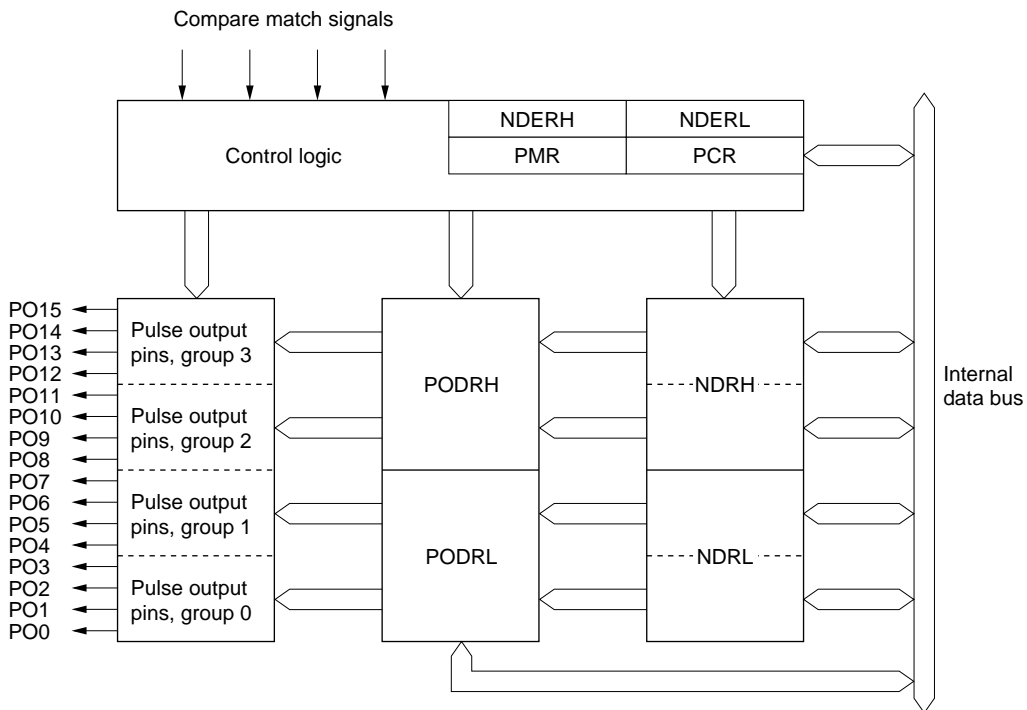 Compare match signals
Control logic
NDERH
NDERL
PMR
PCR
PO15
PO14
PO13
PO12
PO11
PO10
PO9
PO8
PO7
PO6
PO5
PO4
PO3
PO2
PO1
PO0
Pulse output
pins, group 3
Pulse output
pins, group 2
Pulse output
pins, group 1
Pulse output
pins, group 0
PODRH
PODRL
NDRH
NDRL
Internal
data bus